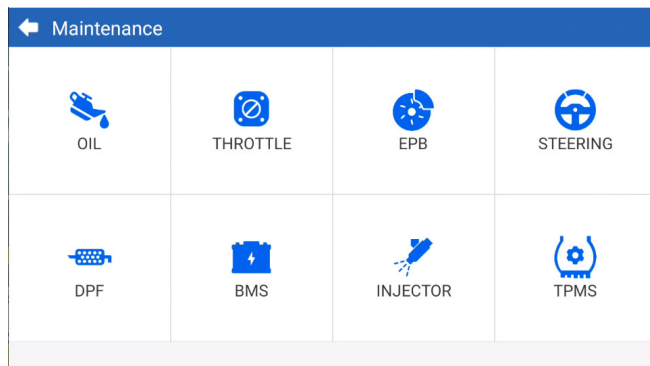 Maintenance
OIL
THROTTLE
EPB
STEERING
DPF
BMS
INJECTOR
TPMS